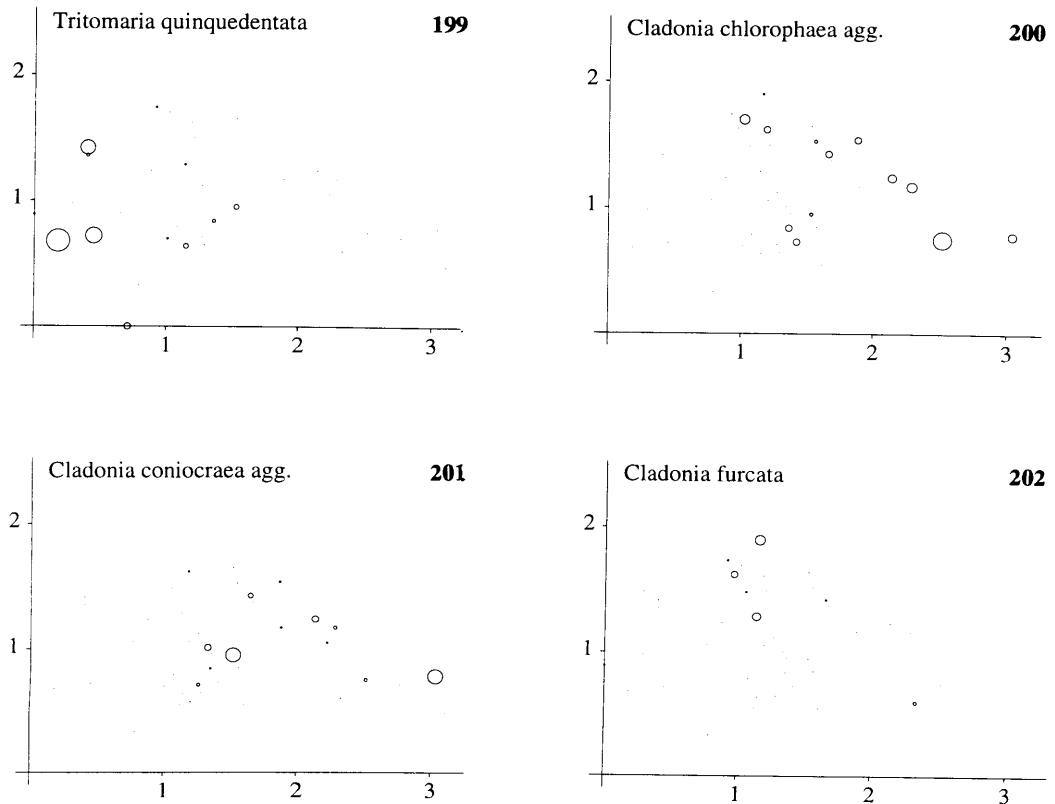 Tritomaria quinquedentata 199
2
1
1 2 3
Cladonia chlorophaea agg. 200
2
1
1 2 3
Cladonia coniocraea agg. 201
2
1
1 2 3
Cladonia furcata 202
2
1
1 2 3